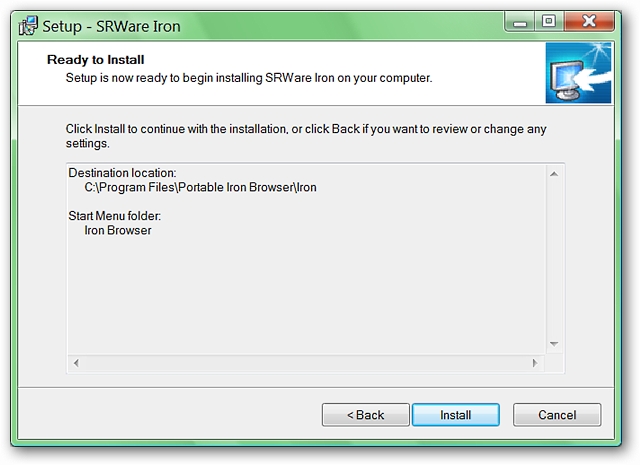 Setup - SRWare Iron
Ready to Install
Setup is now ready to begin installing SRWare Iron on your computer.
Click Install to continue with the installation, or click Back if you want to review or change any
settings.
Destination location:
C:\Program Files\Portable Iron Browser\Iron
Start Menu folder:
Iron Browser
< Back
Install
Cancel